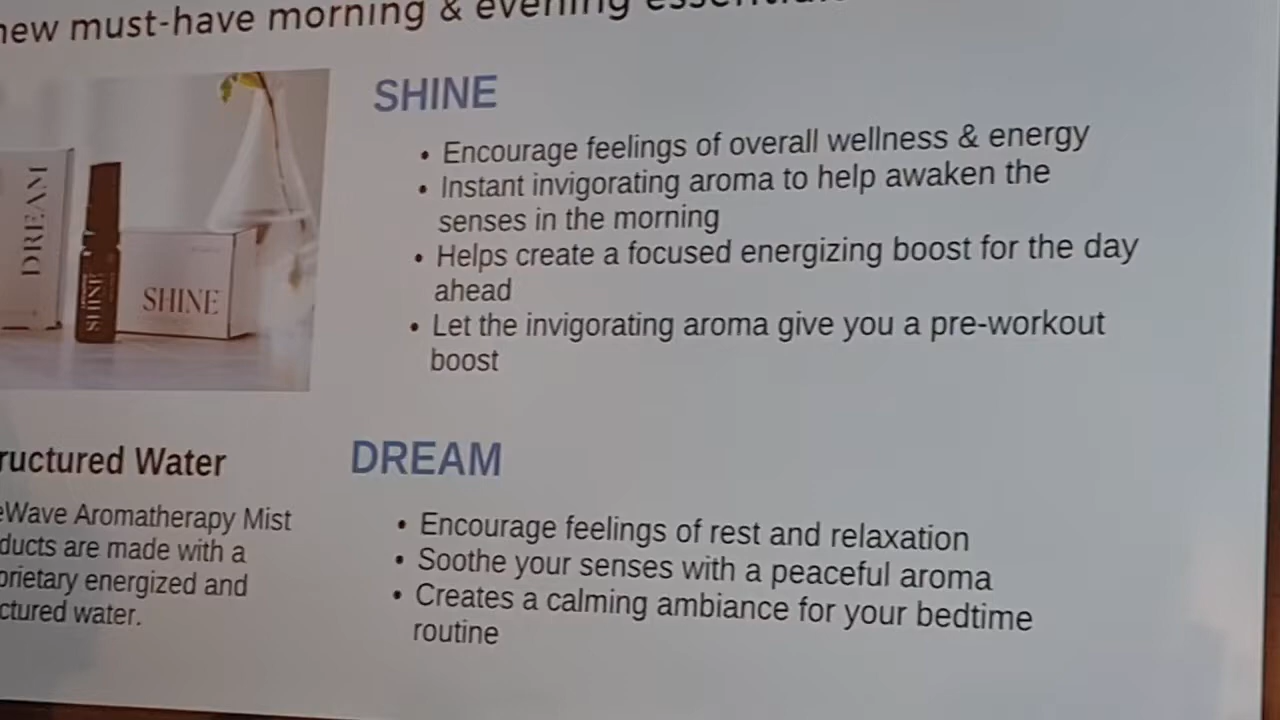 new must-have morning & evening
SHINE
• Encourage feelings of overall wellness & energy
• Instant invigorating aroma to help awaken the
senses in the morning
• Helps create a focused energizing boost for the day
ahead
• Let the invigorating aroma give you a pre-workout
boost
DREAM
SHINE
SHINE
ructured Water
eWave Aromatherapy Mist
ducts are made with a
prietary energized and
ctured water.
DREAM
• Encourage feelings of rest and relaxation
• Soothe your senses with a peaceful aroma
• Creates a calming ambiance for your bedtime
routine